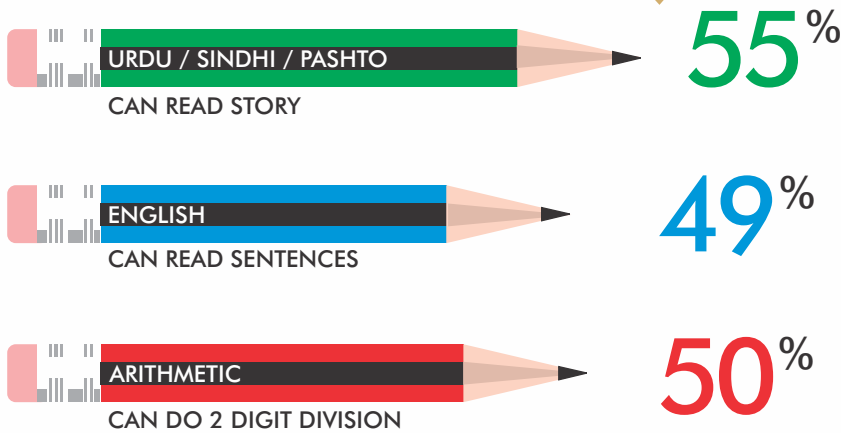 URDU / SINDHI / PASHTO
55%
CAN READ STORY
ENGLISH
49%
CAN READ SENTENCES
ARITHMETIC
50%
CAN DO 2 DIGIT DIVISION